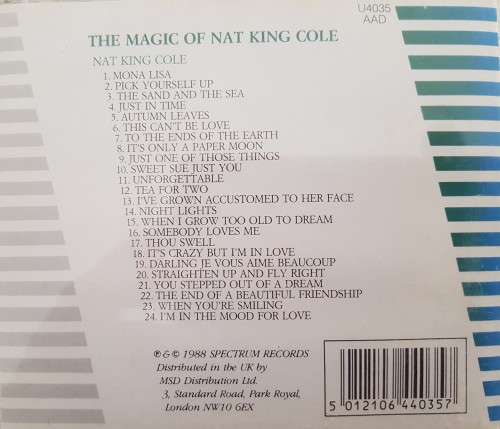 U4035
AAD
THE MAGIC OF NAT KING COLE
NAT KING COLE
1. MONA LISA
2. PICK YOURSELF UP
3. THE SAND AND THE SEA
4. JUST IN TIME
5. AUTUMN LEAVES
6. THIS CAN'T BE LOVE
7. TO THE ENDS OF THE EARTH
8. IT'S ONLY A PAPER MOON
9. JUST ONE OF THOSE THINGS
10. SWEET SUE JUST YOU
11. UNFORGETTABLE
12. TEA FOR TWO
13. I'VE GROWN ACCUSTOMED TO HER FACE
14. NIGHT LIGHTS
15. WHEN I GROW TOO OLD TO DREAM
16. SOMEBODY LOVES ME
17. THOU SWELL
18. IT'S CRAZY BUT I'M IN LOVE
19. DARLING JE VOUS AIME BEAUCOUP
20. STRAIGHTEN UP AND FLY RIGHT
21. YOU STEPPED OUT OF A DREAM
22. THE END OF A BEAUTIFUL FRIENDSHIP
23. WHEN YOU'RE SMILING
24. I'M IN THE MOOD FOR LOVE
℗ & © 1988 SPECTRUM RECORDS
Distributed in the UK by
MSD Distribution Ltd.
3, Standard Road, Park Royal,
London NW10 6EX
5 012106 440357